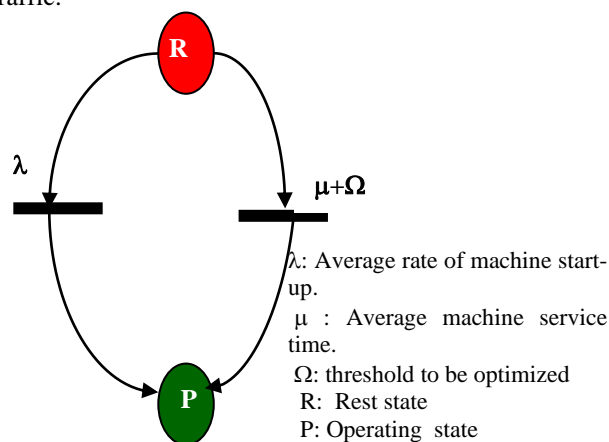 raffic.
R
λ
μ+Ω
λ: Average rate of machine start-
up.
μ : Average machine service
time.
Ω: threshold to be optimized
R: Rest state
P: Operating state
P